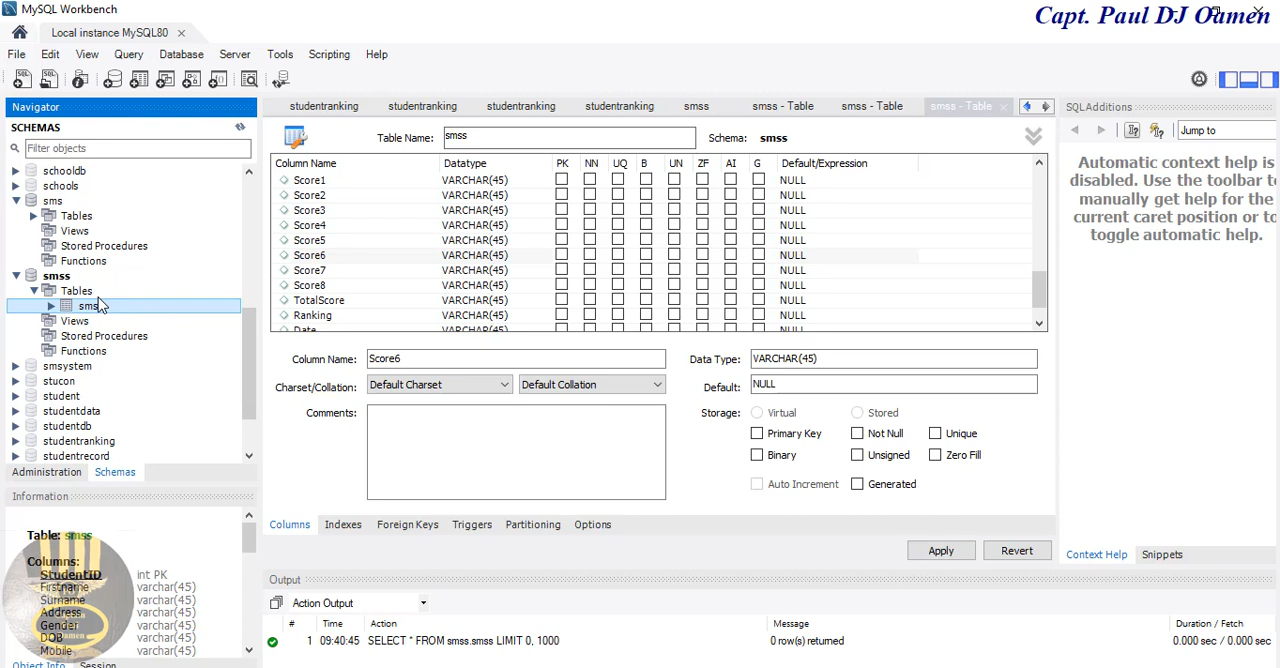 MySQL Workbench
Capt. Paul DJ Oamen
Local instance MySQL80
File Edit View Query Database Server Tools Scripting Help
Navigator
SCHEMAS
Filter objects
schooldb
schools
sms
Tables
Views
Stored Procedures
Functions
smss
Tables
sms
Views
Stored Procedures
Functions
smsystem
stucon
student
studentdata
studentdb
studentranking
studentrecord
Administration Schemas
Information
Table: smss
Columns:
StudentID int PK
Firstname varchar(45)
Surname varchar(45)
Address varchar(45)
Gender varchar(45)
DOB varchar(45)
Mobile varchar(45)
Object Info Session
studentranking studentranking studentranking studentranking smss smss - Table smss - Table smss - Table
Table Name: smss Schema: smss
Column Name Datatype PK NN UQ B UN ZF AI G Default/Expression
Score1 VARCHAR(45) NULL
Score2 VARCHAR(45) NULL
Score3 VARCHAR(45) NULL
Score4 VARCHAR(45) NULL
Score5 VARCHAR(45) NULL
Score6 VARCHAR(45) NULL
Score7 VARCHAR(45) NULL
Score8 VARCHAR(45) NULL
TotalScore VARCHAR(45) NULL
Ranking VARCHAR(45) NULL
Date VARCHAR(45) NULL
Column Name: Score6 Data Type: VARCHAR(45)
Charset/Collation: Default Charset Default Collation Default: NULL
Comments: Storage: Virtual Stored
Primary Key Not Null Unique
Binary Unsigned Zero Fill
Auto Increment Generated
Columns Indexes Foreign Keys Triggers Partitioning Options
Apply Revert
Output
Action Output
# Time Action Message Duration / Fetch
1 09:40:45 SELECT * FROM smss.smss LIMIT 0, 1000 0 row(s) returned 0.000 sec / 0.000 sec
SQLAdditions
Jump to
Automatic context help is
disabled. Use the toolbar to
manually get help for the
current caret position or to
toggle automatic help.
Context Help Snippets